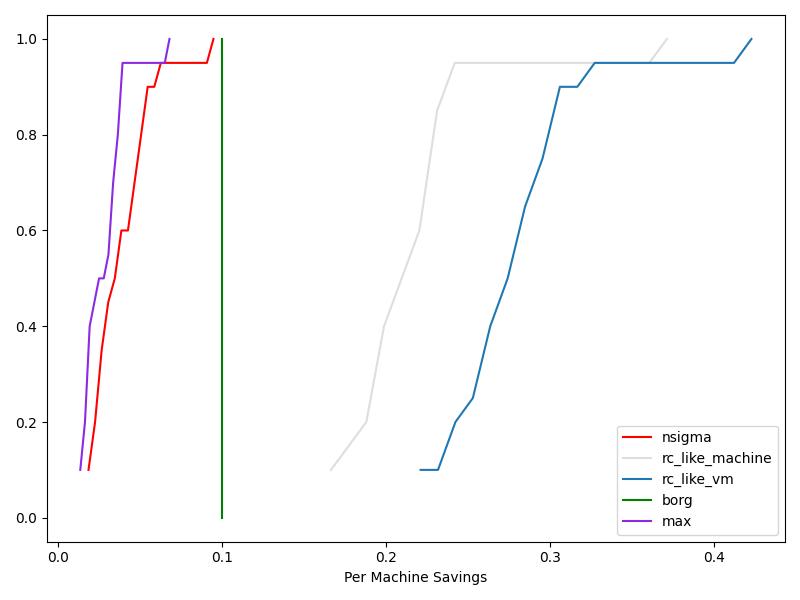 1.0
0.8
0.6
0.4
0.2
0.0
0.0 0.1 0.2 0.3 0.4
Per Machine Savings
nsigma
rc_like_machine
rc_like_vm
borg
max